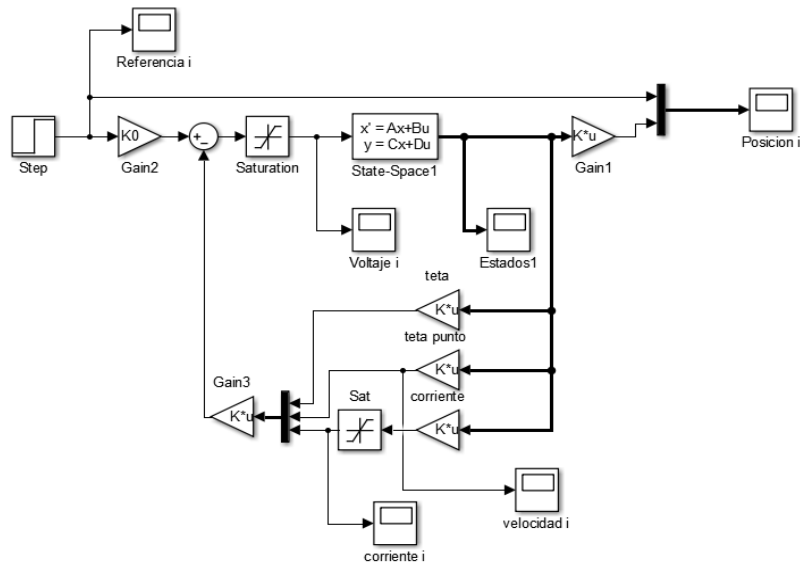 Referencia i
Step
K0
Gain2
+
−
Saturation
x' = Ax+Bu
y = Cx+Du
State-Space1
K*u
Gain1
Posicion i
Voltaje i
Estados1
teta
K*u
teta punto
K*u
corriente
K*u
Sat
Gain3
K*u
velocidad i
corriente i